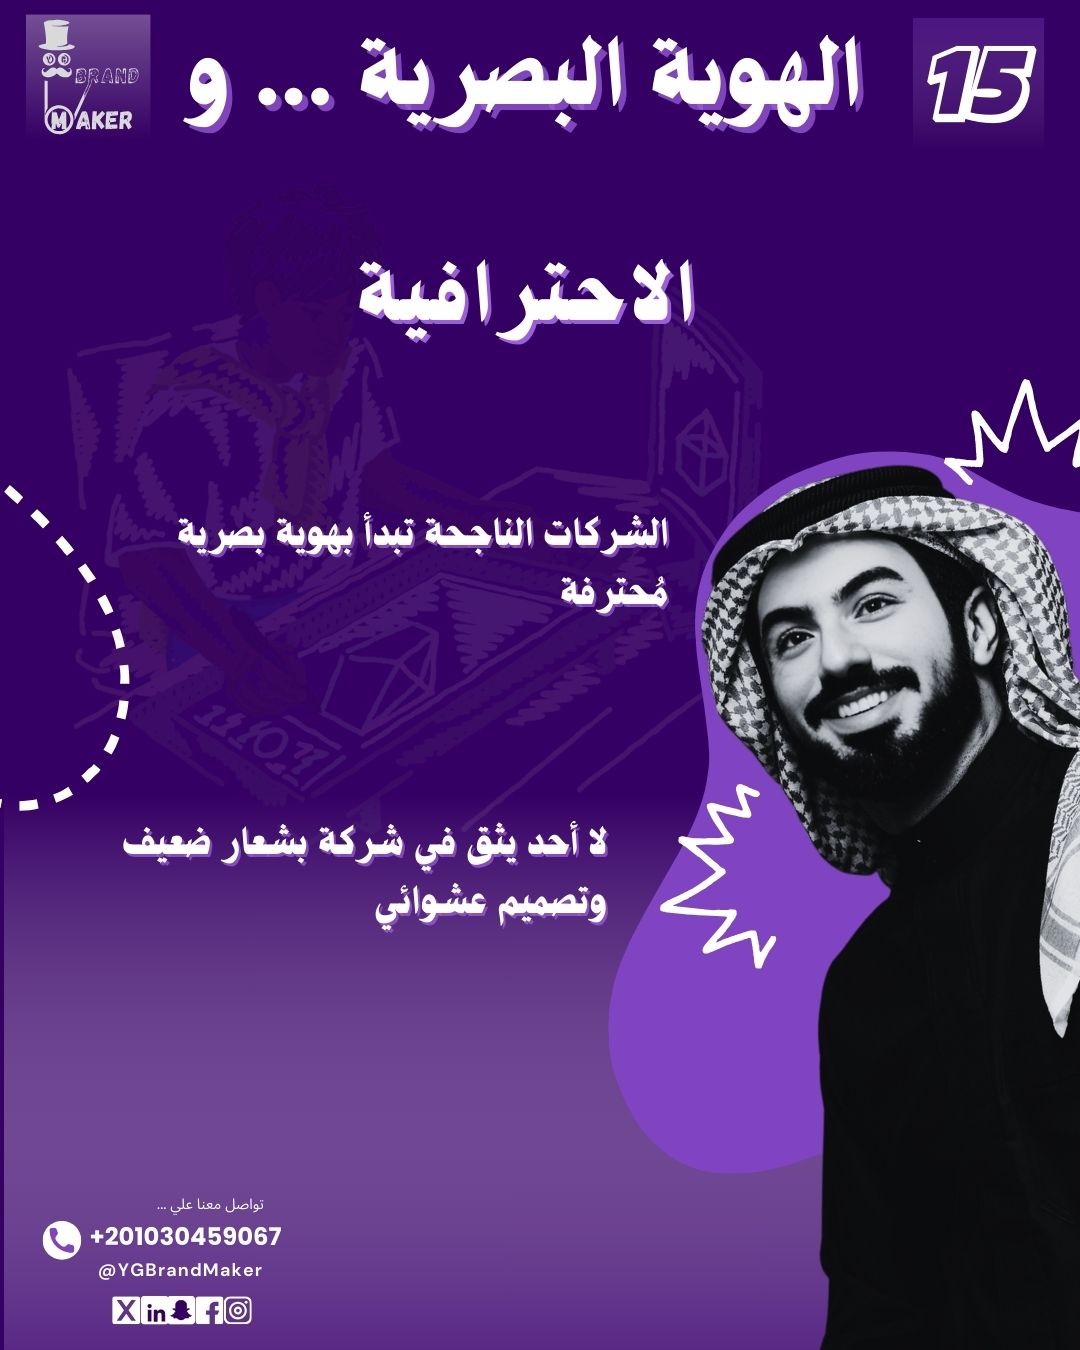 BRAND
MAKER
الهوية البصرية ... و
15
الاحترافية
الشركات الناجحة تبدأ بهوية بصرية
مُحترفة
لا أحد يثق في شركة بشعار ضعيف
وتصميم عشوائي
تواصل معنا علي ...
+201030459067
@YGBrandMaker